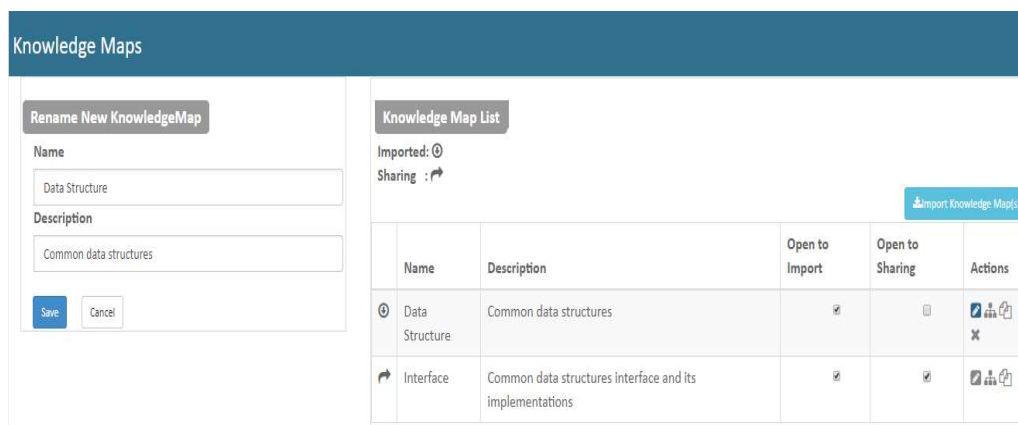 Knowledge Maps
Rename New KnowledgeMap
Name
Data Structure
Description
Common data structures
Save Cancel
Knowledge Map List
Imported:
Sharing :
Import Knowledge Map(s
Name Description Open to Import Open to Sharing Actions
Data Structure Common data structures
Interface Common data structures interface and its implementations